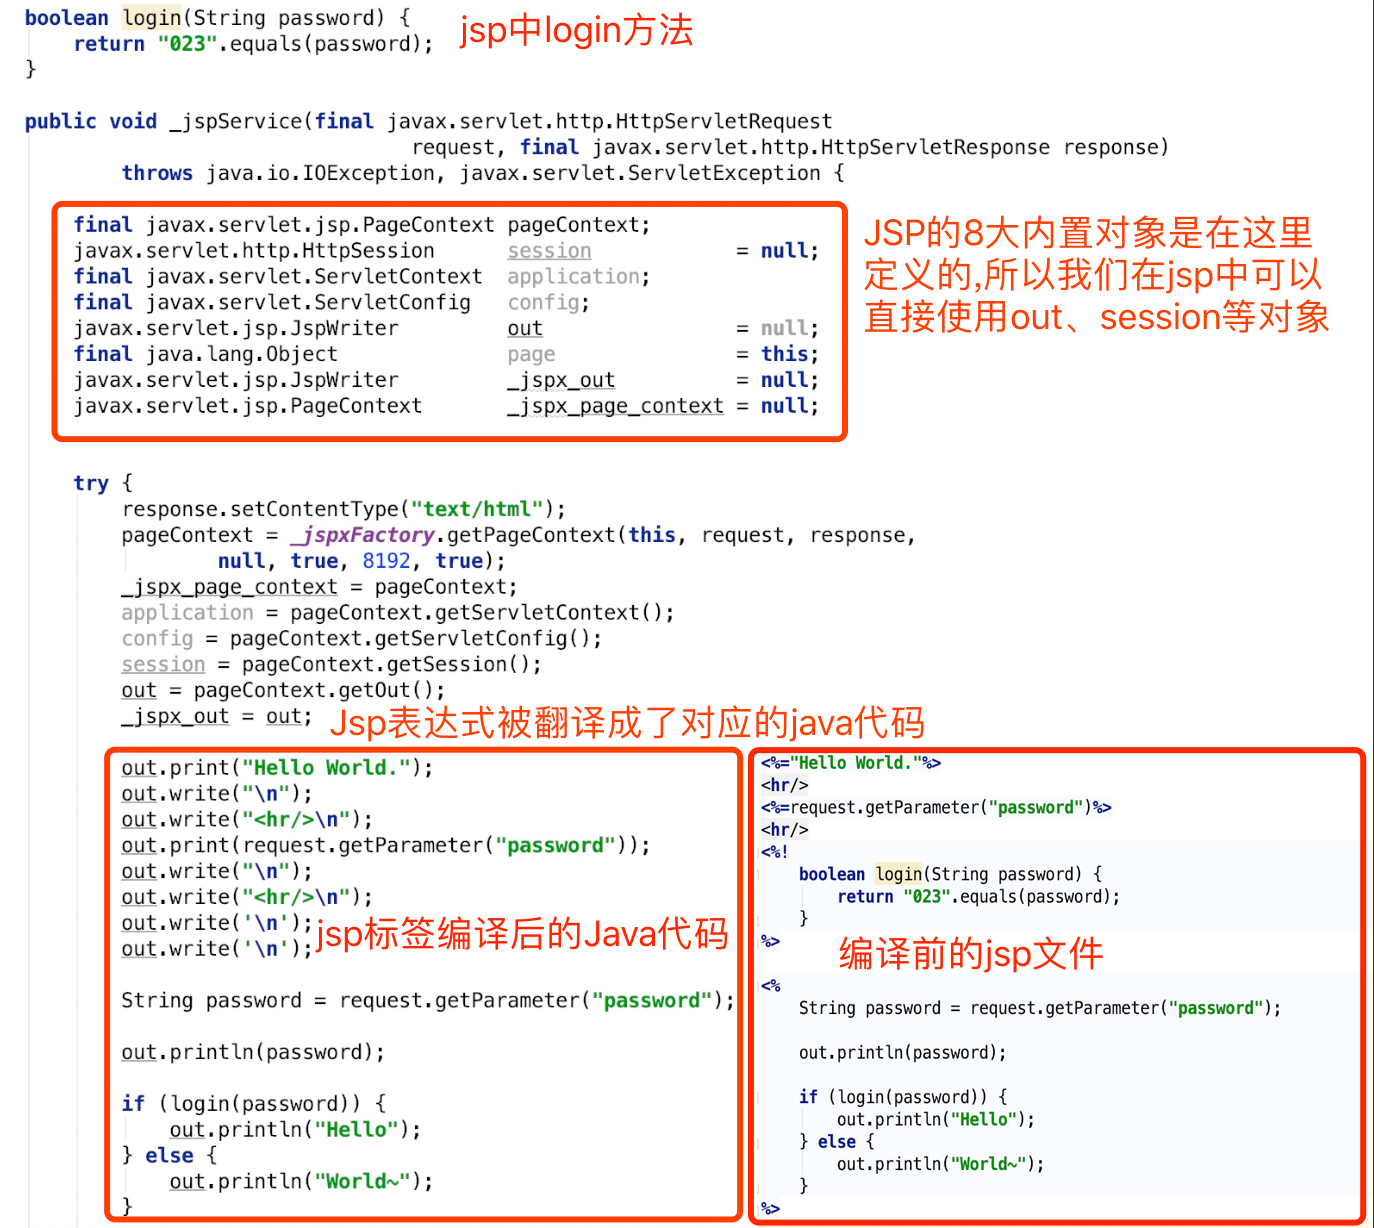 boolean login(String password) {
return "023".equals(password);
}
jsp中login方法
public void _jspService(final javax.servlet.http.HttpServletRequest
request, final javax.servlet.http.HttpServletResponse response)
throws java.io.IOException, javax.servlet.ServletException {
final javax.servlet.jsp.PageContext pageContext;
javax.servlet.http.HttpSession session = null;
final javax.servlet.ServletContext application;
final javax.servlet.ServletConfig config;
javax.servlet.jsp.JspWriter out = null;
final java.lang.Object page = this;
javax.servlet.jsp.JspWriter _jspx_out = null;
javax.servlet.jsp.PageContext _jspx_page_context = null;
JSP的8大内置对象是在这里
定义的,所以我们在jsp中可以
直接使用out、session等对象
try {
response.setContentType("text/html");
pageContext = _jspxFactory.getPageContext(this, request, response,
null, true, 8192, true);
_jspx_page_context = pageContext;
application = pageContext.getServletContext();
config = pageContext.getServletConfig();
session = pageContext.getSession();
out = pageContext.getOut();
_jspx_out = out;
Jsp表达式被翻译成了对应的java代码
out.print("Hello World.");
out.write("\n");
out.write("<hr/>\n");
out.print(request.getParameter("password"));
out.write("\n");
out.write("<hr/>\n");
out.write('\n');
out.write('\n');
jsp标签编译后的Java代码
String password = request.getParameter("password");
out.println(password);
if (login(password)) {
out.println("Hello");
} else {
out.println("World~");
}
<%="Hello World."%>
<hr/>
<%=request.getParameter("password")%>
<hr/>
<%!
boolean login(String password) {
return "023".equals(password);
}
%>
编译前的jsp文件
<%
String password = request.getParameter("password");
out.println(password);
if (login(password)) {
out.println("Hello");
} else {
out.println("World~");
}
%>